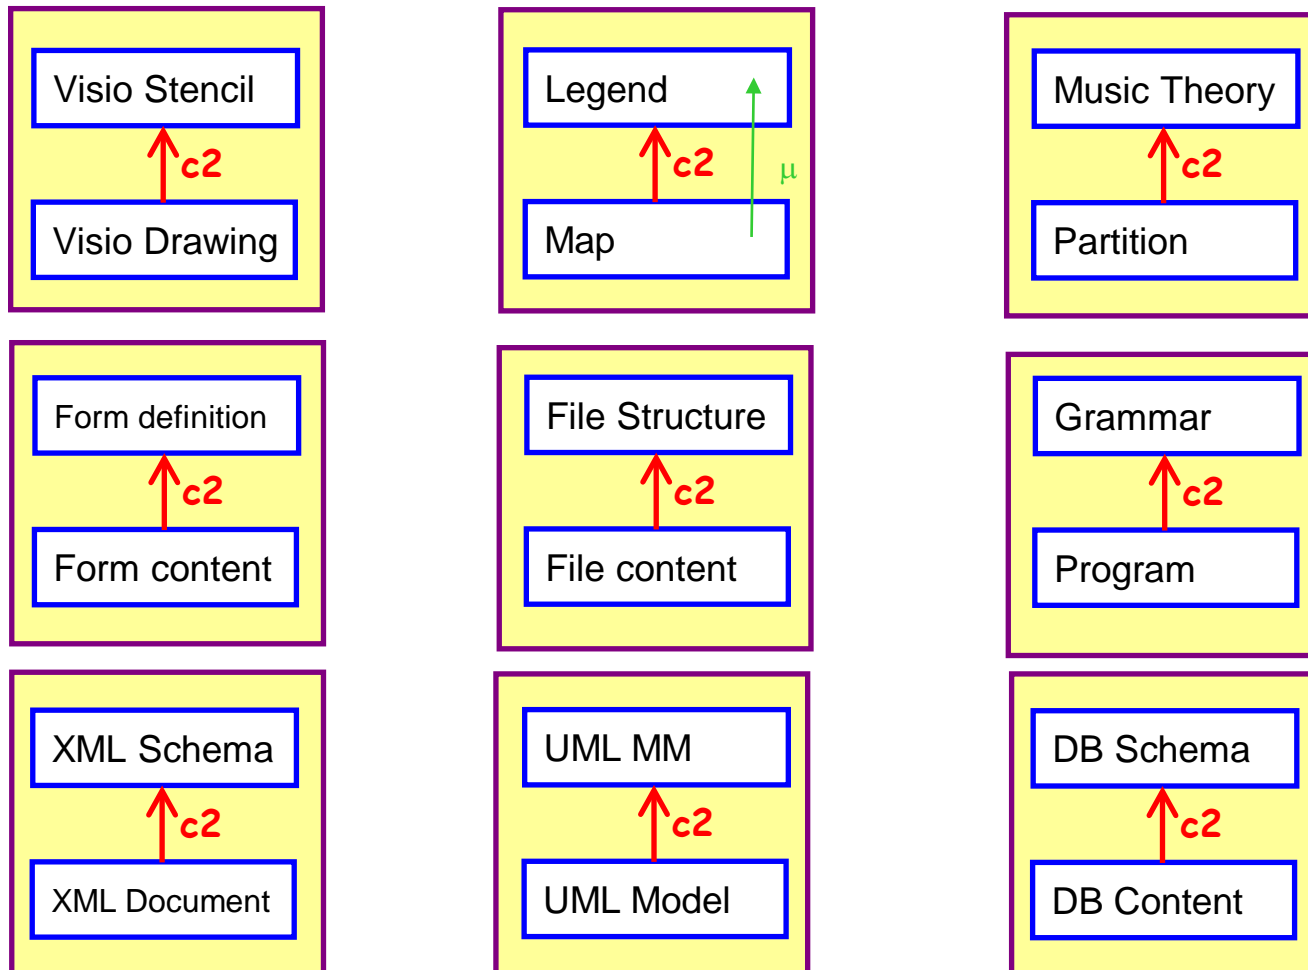 Visio Stencil
c2
Visio Drawing
Legend
c2
μ
Map
Music Theory
c2
Partition
Form definition
c2
Form content
File Structure
c2
File content
Grammar
c2
Program
XML Schema
c2
XML Document
UML MM
c2
UML Model
DB Schema
c2
DB Content